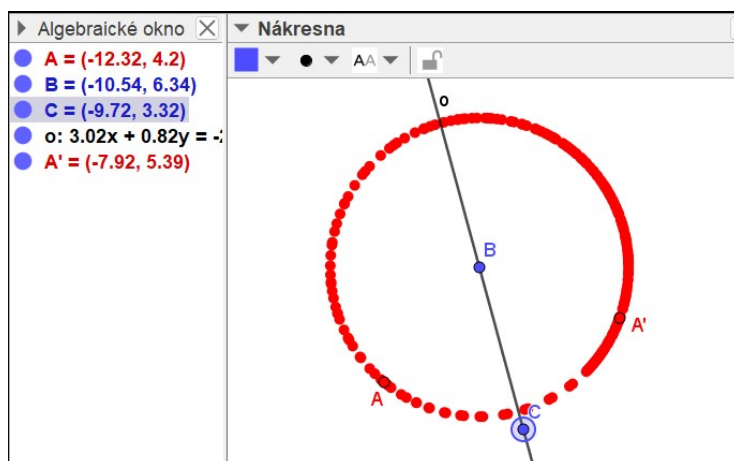 Algebraické okno
Nákresna
A = (-12.32, 4.2)
B = (-10.54, 6.34)
C = (-9.72, 3.32)
o: 3.02x + 0.82y = -2
A' = (-7.92, 5.39)
AA
o
B
A'
A
C